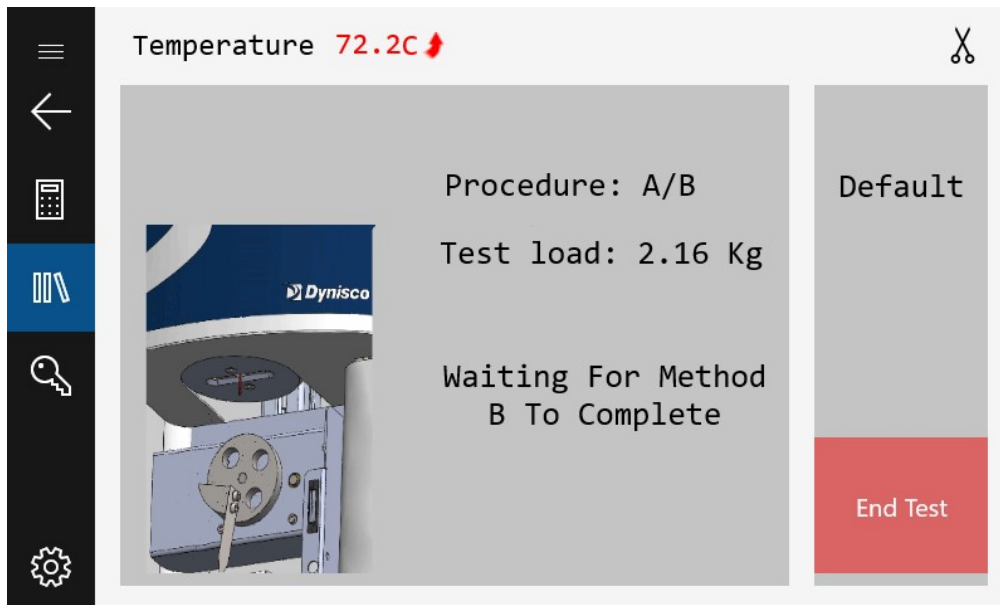 Temperature 72.2C
Procedure: A/B
Default
Test load: 2.16 Kg
Dynisco
Waiting For Method
B To Complete
End Test